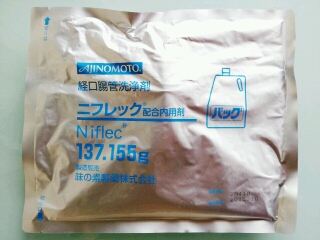 AJINOMOTO.
経口腸管洗浄剤
ニフレック配合内用剤
Niflec®
137.155g
味の素製薬株式会社
パック